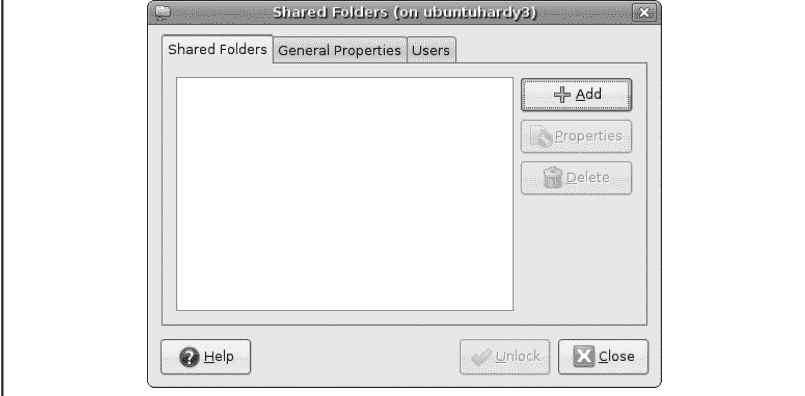 Shared Folders (on ubuntuhardy3)
Shared Folders General Properties Users
Add
Properties
Delete
Help Unlock Close